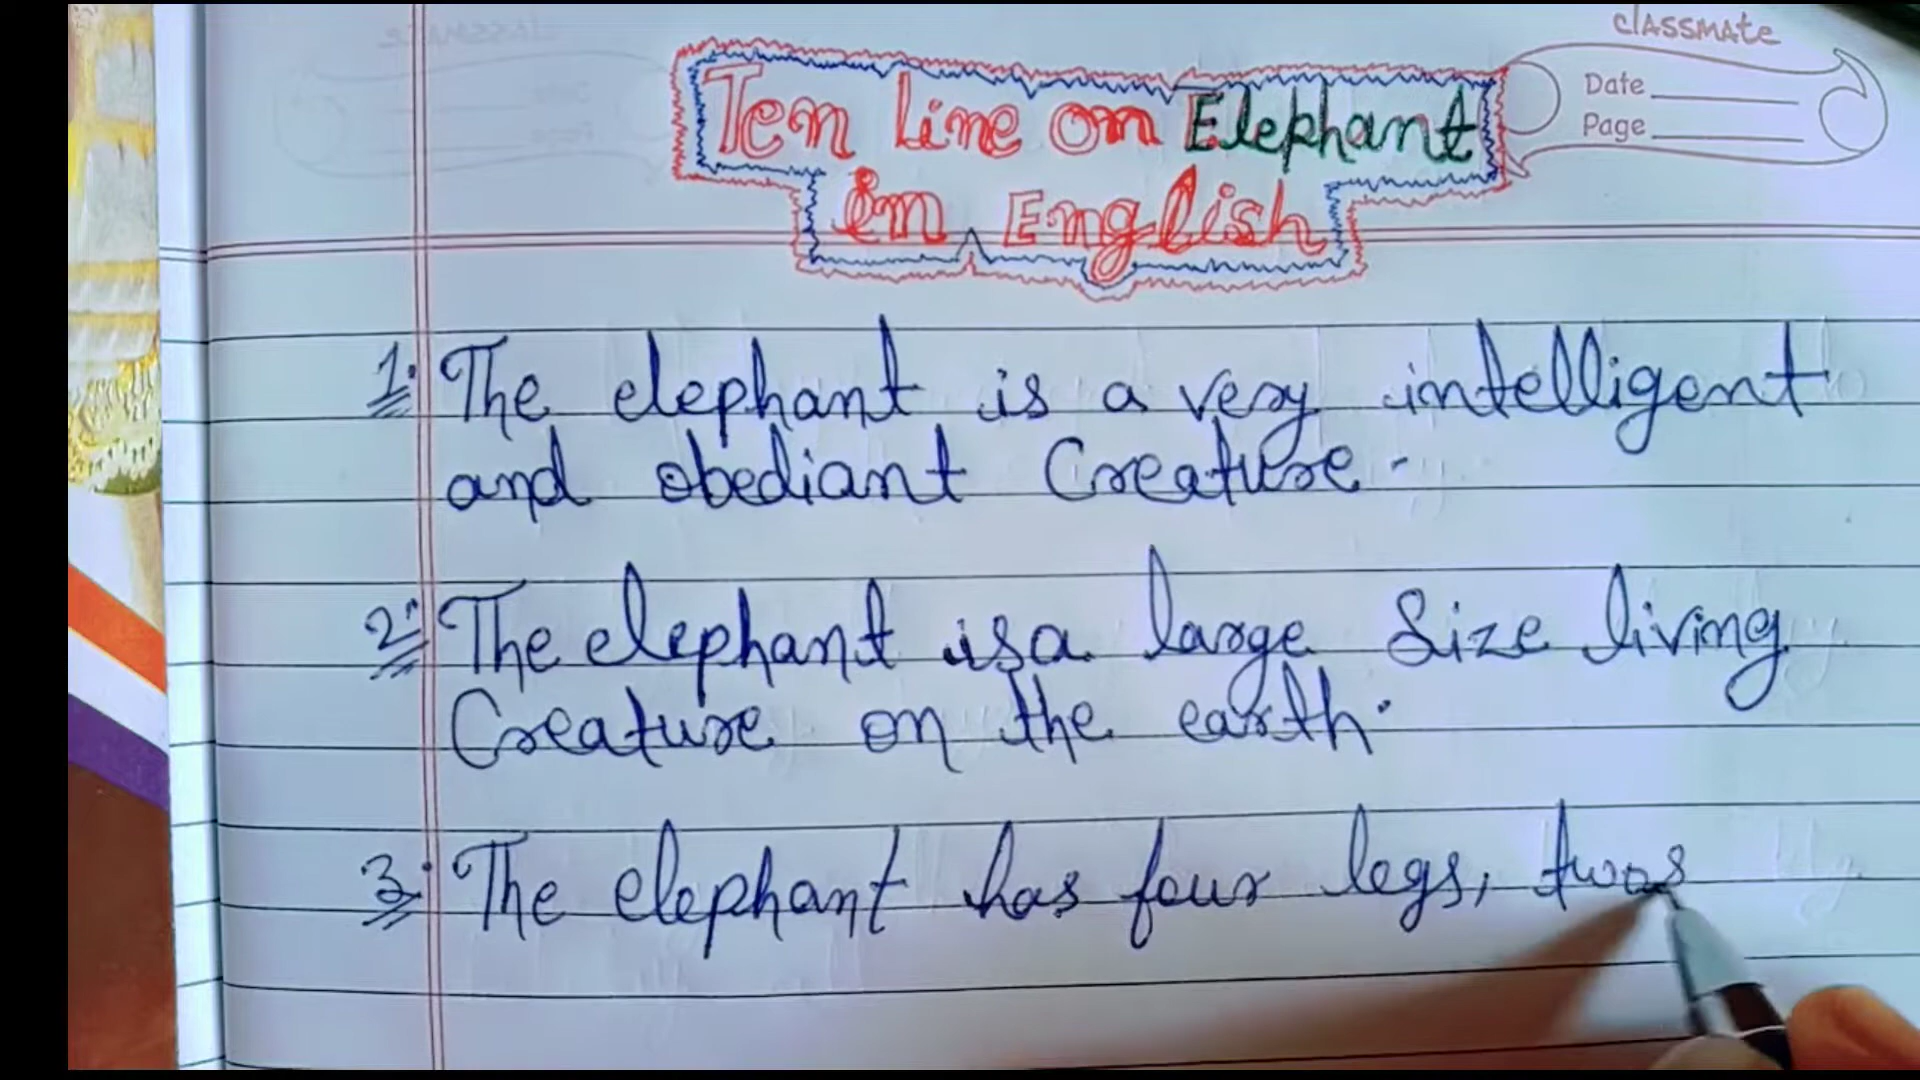 classmate
Date
Page
Ten line on Elephant
in English
1. The elephant is a very intelligent
and obediant Creature.
2. The elephant is a large Size living
Creature on the earth.
3. The elephant has four legs, two